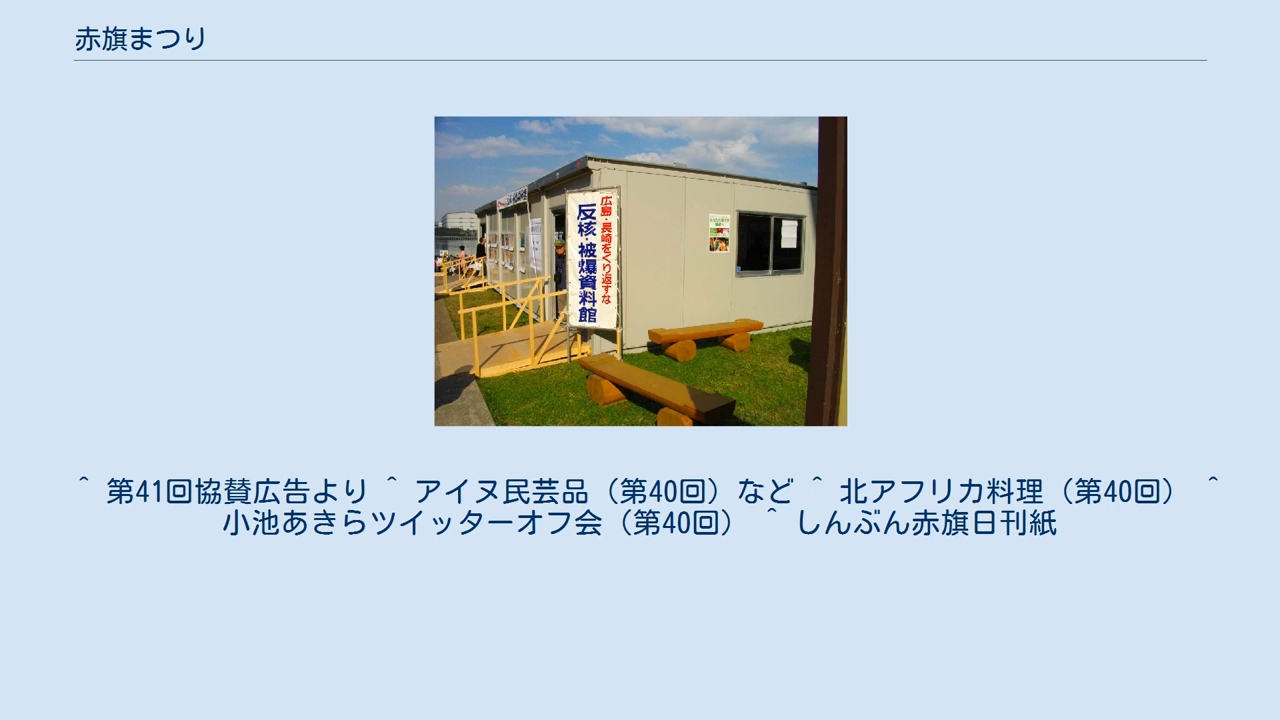 赤旗まつり
広島・長崎をくり返すな
反核・被爆資料館
^ 第41回協賛広告より ^ アイヌ民芸品（第40回）など ^ 北アフリカ料理（第40回） ^
小池あきらツイッターオフ会（第40回） ^ しんぶん赤旗日刊紙